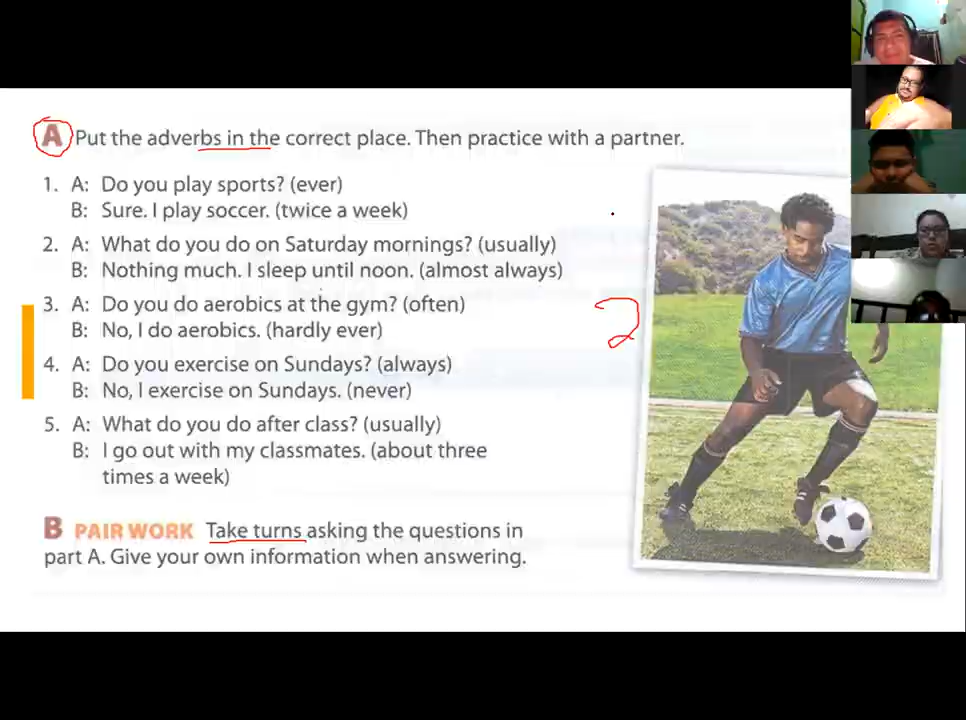 A Put the adverbs in the correct place. Then practice with a partner.
1. A: Do you play sports? (ever)
B: Sure. I play soccer. (twice a week)
2. A: What do you do on Saturday mornings? (usually)
B: Nothing much. I sleep until noon. (almost always)
3. A: Do you do aerobics at the gym? (often)
B: No, I do aerobics. (hardly ever)
4. A: Do you exercise on Sundays? (always)
B: No, I exercise on Sundays. (never)
5. A: What do you do after class? (usually)
B: I go out with my classmates. (about three
times a week)
2
B PAIR WORK Take turns asking the questions in
part A. Give your own information when answering.